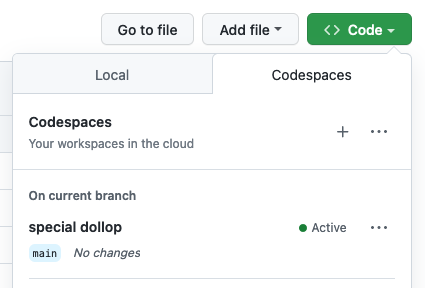 Go to file Add file <> Code
Local Codespaces
Codespaces
Your workspaces in the cloud
On current branch
special dollop Active
main No changes